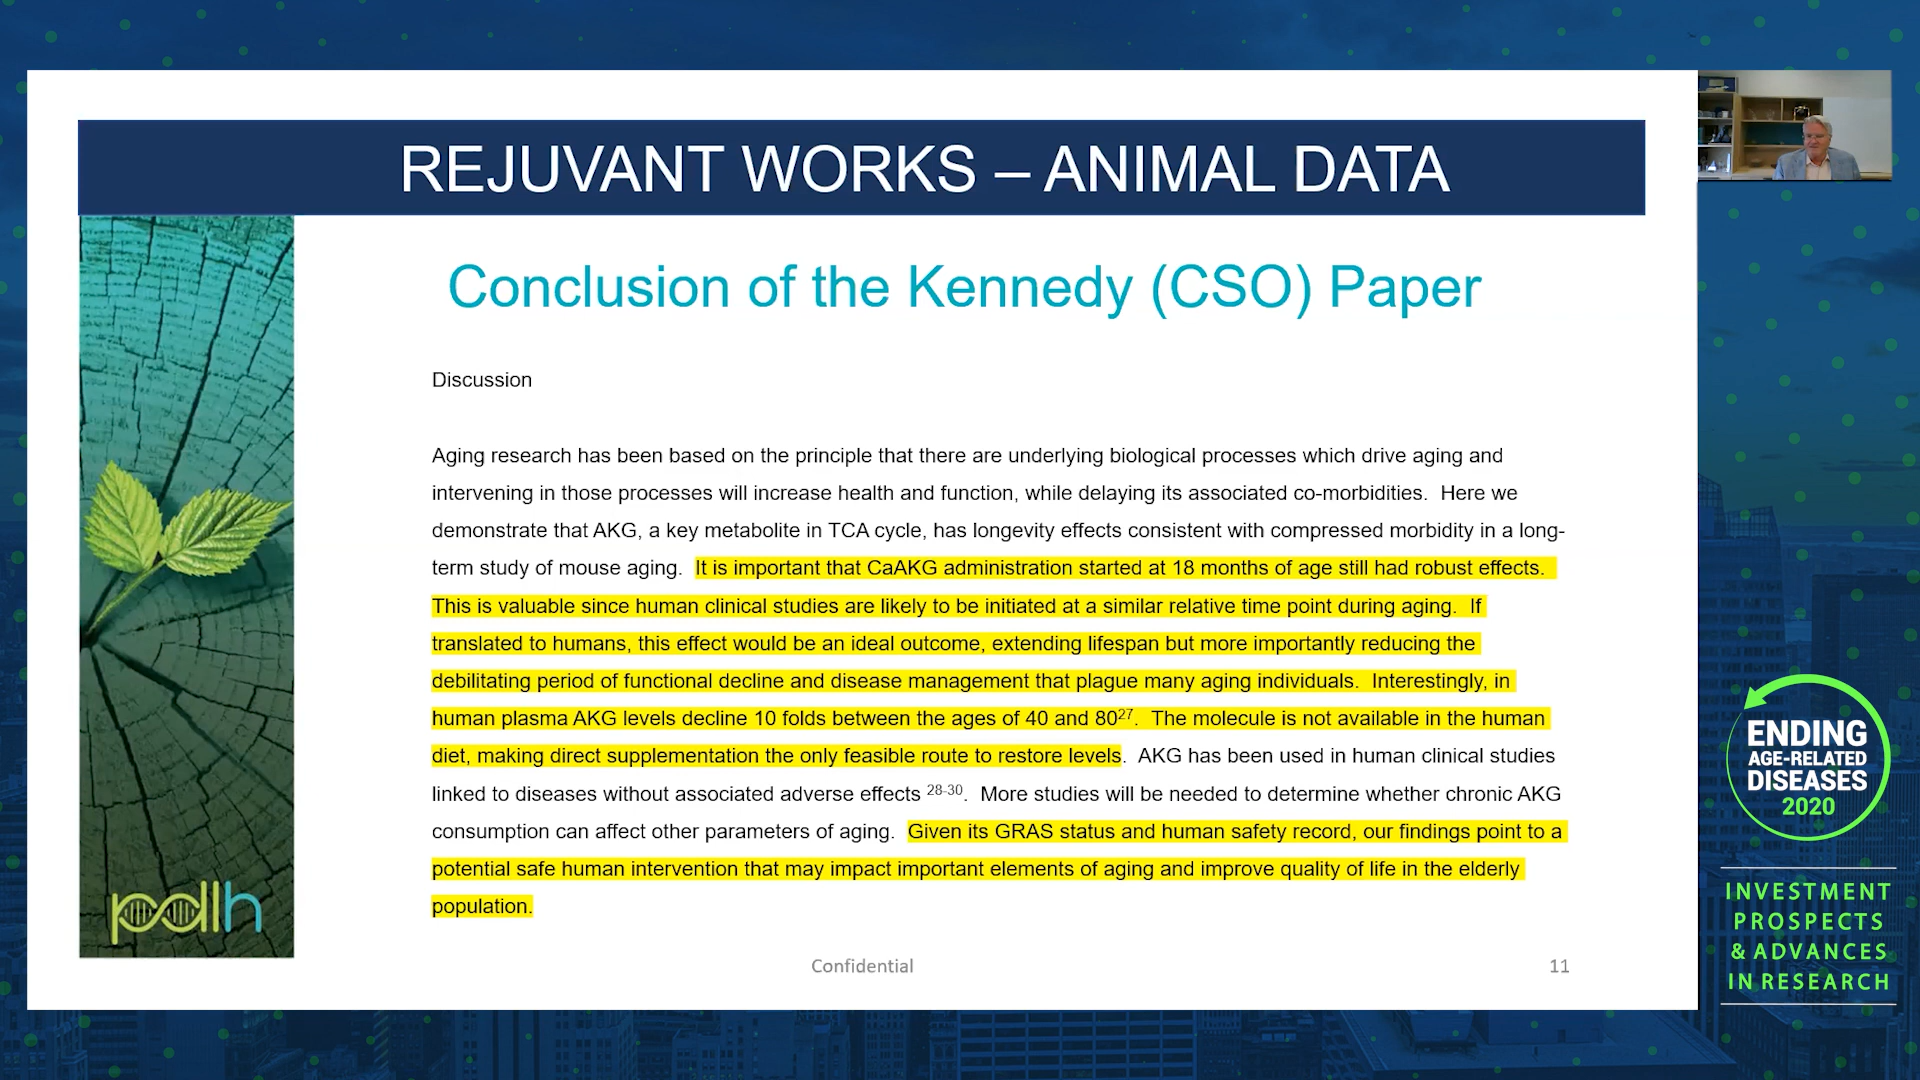 REJUVANT WORKS – ANIMAL DATA
Conclusion of the Kennedy (CSO) Paper
Discussion
Aging research has been based on the principle that there are underlying biological processes which drive aging and
intervening in those processes will increase health and function, while delaying its associated co-morbidities. Here we
demonstrate that AKG, a key metabolite in TCA cycle, has longevity effects consistent with compressed morbidity in a long-
term study of mouse aging. It is important that CaAKG administration started at 18 months of age still had robust effects.
This is valuable since human clinical studies are likely to be initiated at a similar relative time point during aging. If
translated to humans, this effect would be an ideal outcome, extending lifespan but more importantly reducing the
debilitating period of functional decline and disease management that plague many aging individuals. Interestingly, in
human plasma AKG levels decline 10 folds between the ages of 40 and 80²⁷. The molecule is not available in the human
diet, making direct supplementation the only feasible route to restore levels. AKG has been used in human clinical studies
linked to diseases without associated adverse effects ²⁸⁻³⁰. More studies will be needed to determine whether chronic AKG
consumption can affect other parameters of aging. Given its GRAS status and human safety record, our findings point to a
potential safe human intervention that may impact important elements of aging and improve quality of life in the elderly
population.
pdlh
Confidential
11
ENDING
AGE-RELATED
DISEASES
2020
INVESTMENT
PROSPECTS
& ADVANCES
IN RESEARCH